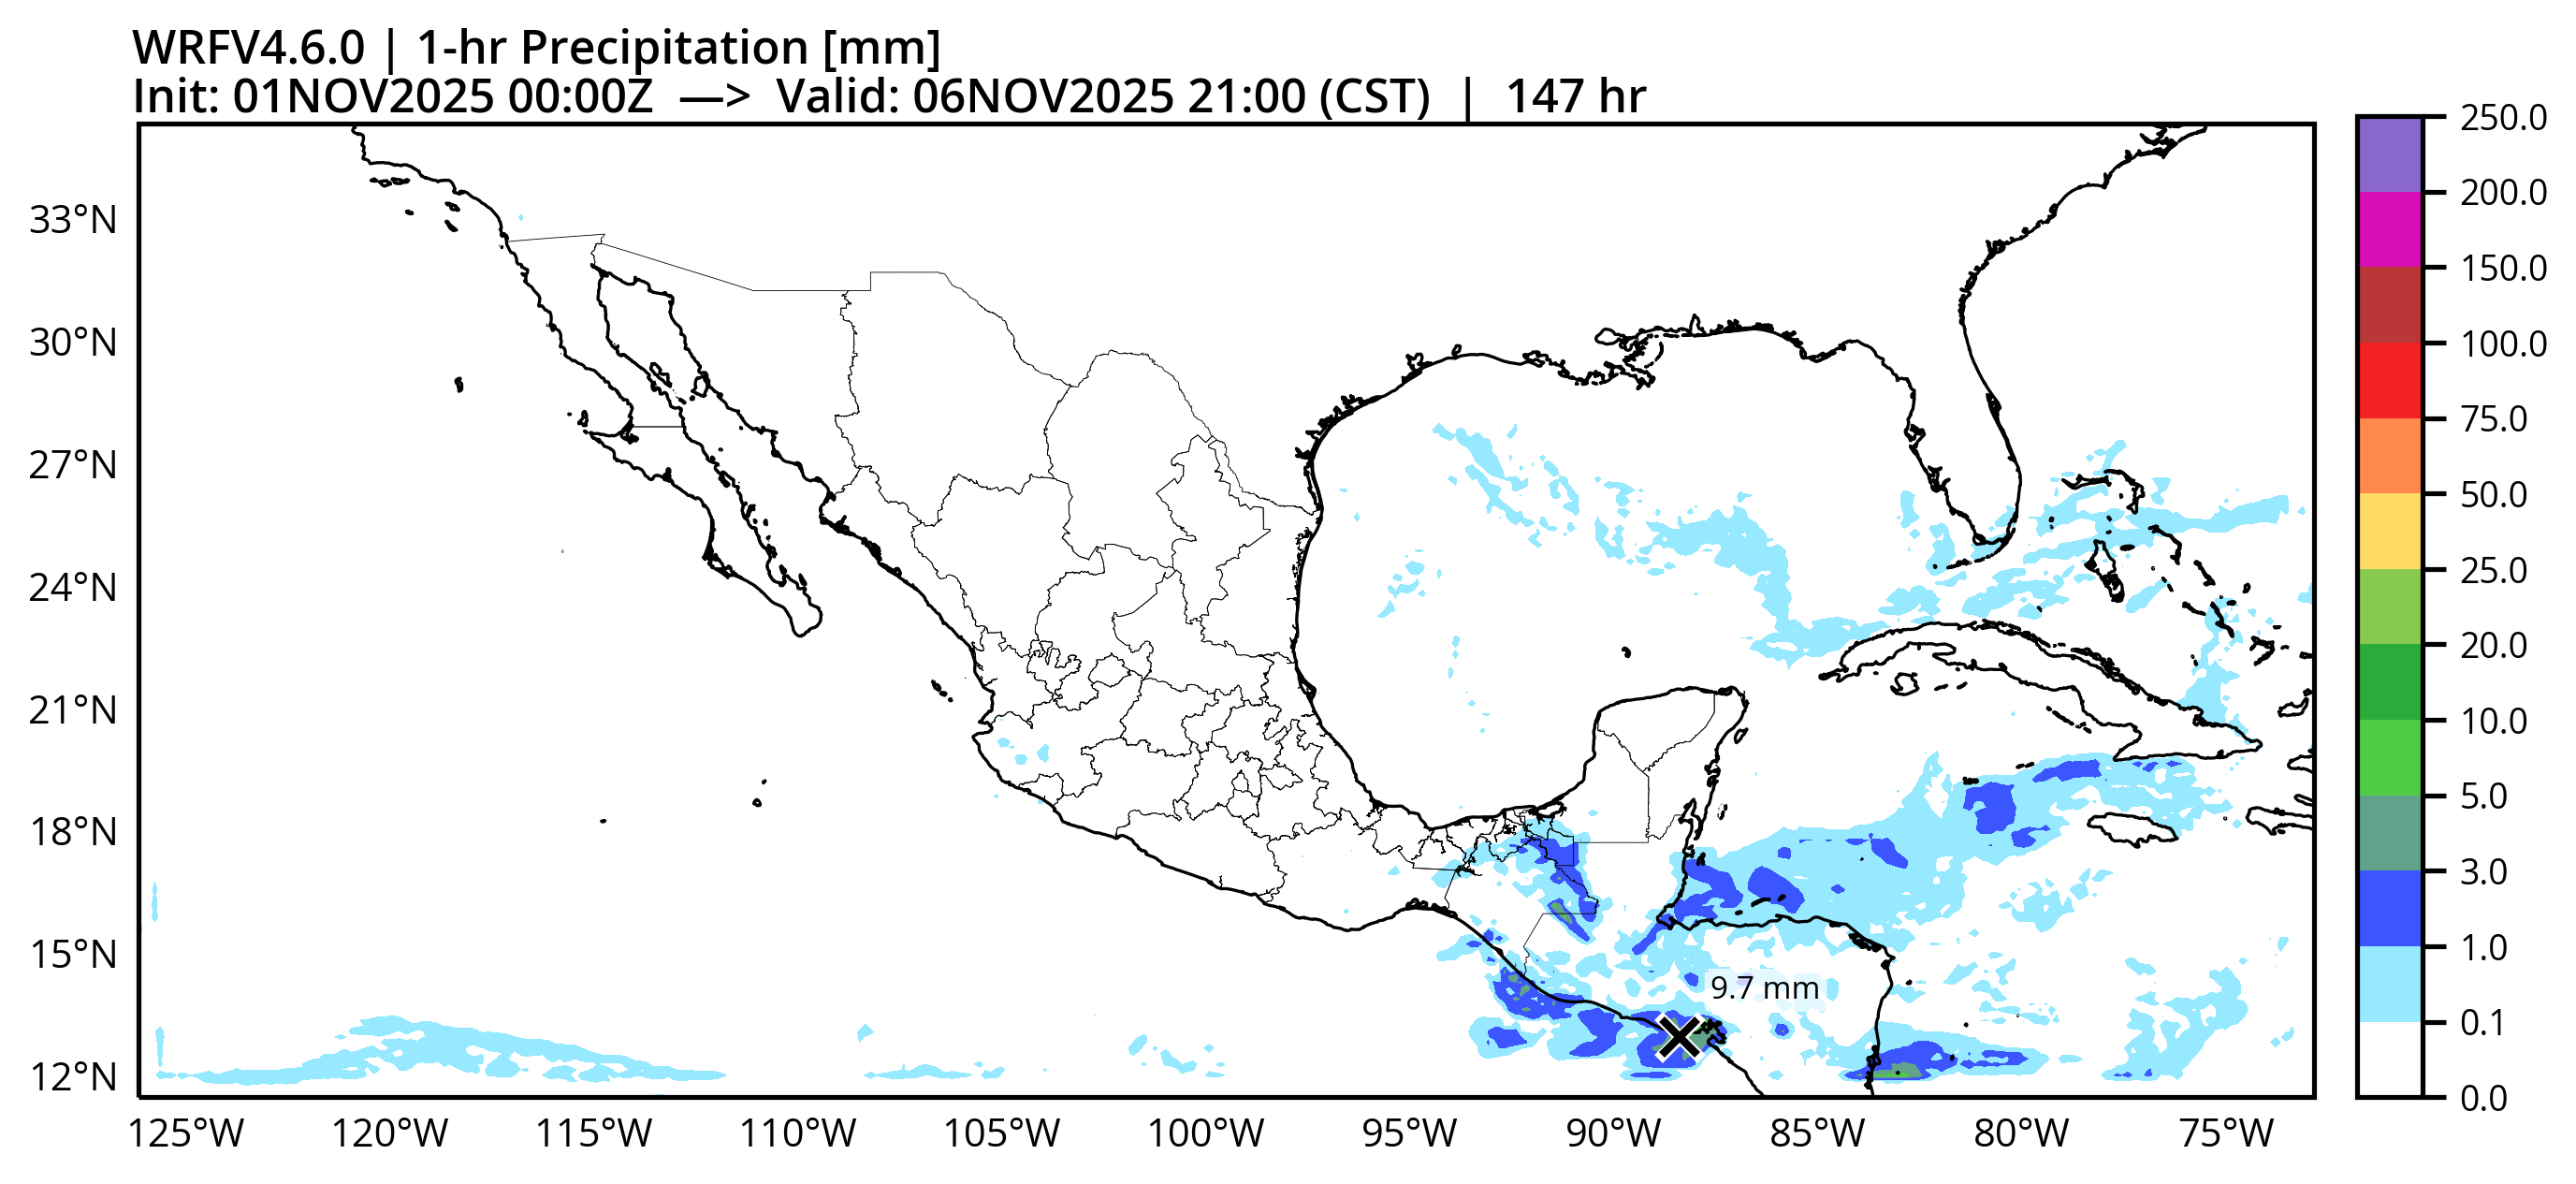 WRFV4.6.0 | 1-hr Precipitation [mm]
Init: 01NOV2025 00:00Z —> Valid: 06NOV2025 21:00 (CST) | 147 hr
33°N
30°N
27°N
24°N
21°N
18°N
15°N
12°N
125°W 120°W 115°W 110°W 105°W 100°W 95°W 90°W 85°W 80°W 75°W
9.7 mm
250.0
200.0
150.0
100.0
75.0
50.0
25.0
20.0
10.0
5.0
3.0
1.0
0.1
0.0